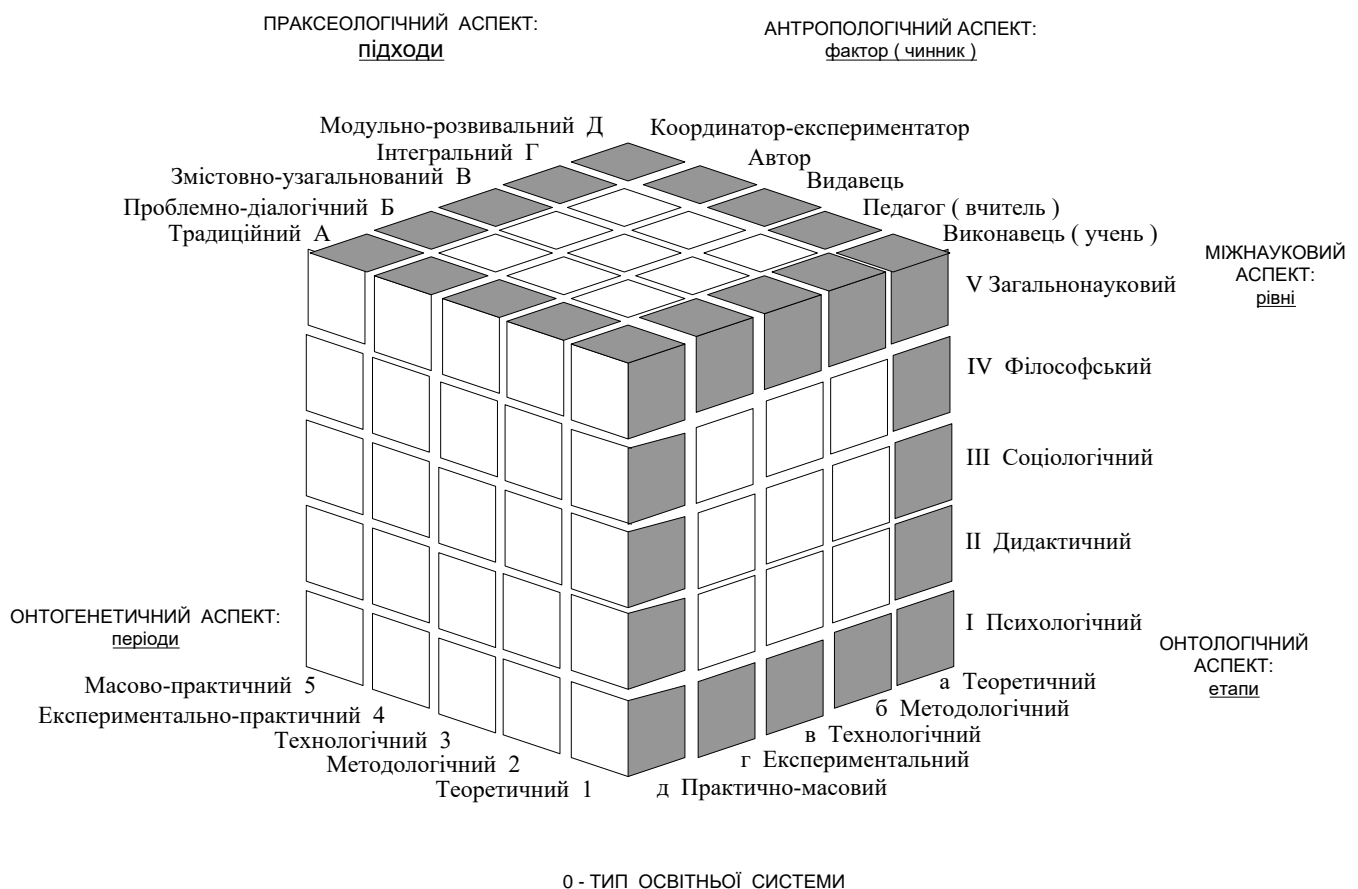 ПРАКСЕОЛОГІЧНИЙ АСПЕКТ:
підходи
АНТРОПОЛОГІЧНИЙ АСПЕКТ:
фактор ( чинник )
Модульно-розвивальний Д
Інтегральний Г
Змістовно-узагальнований В
Проблемно-діалогічний Б
Традиційний А
Координатор-експериментатор
Автор
Видавець
Педагог ( вчитель )
Виконавець ( учень )
МІЖНАУКОВИЙ
АСПЕКТ:
рівні
V Загальнонауковий
IV Філософський
III Соціологічний
II Дидактичний
I Психологічний
ОНТОГЕНЕТИЧНИЙ АСПЕКТ:
періоди
Масово-практичний 5
Експериментально-практичний 4
Технологічний 3
Методологічний 2
Теоретичний 1
ОНТОЛОГІЧНИЙ
АСПЕКТ:
етапи
а Теоретичний
б Методологічний
в Технологічний
г Експериментальний
д Практично-масовий
0 - ТИП ОСВІТНЬОЇ СИСТЕМИ